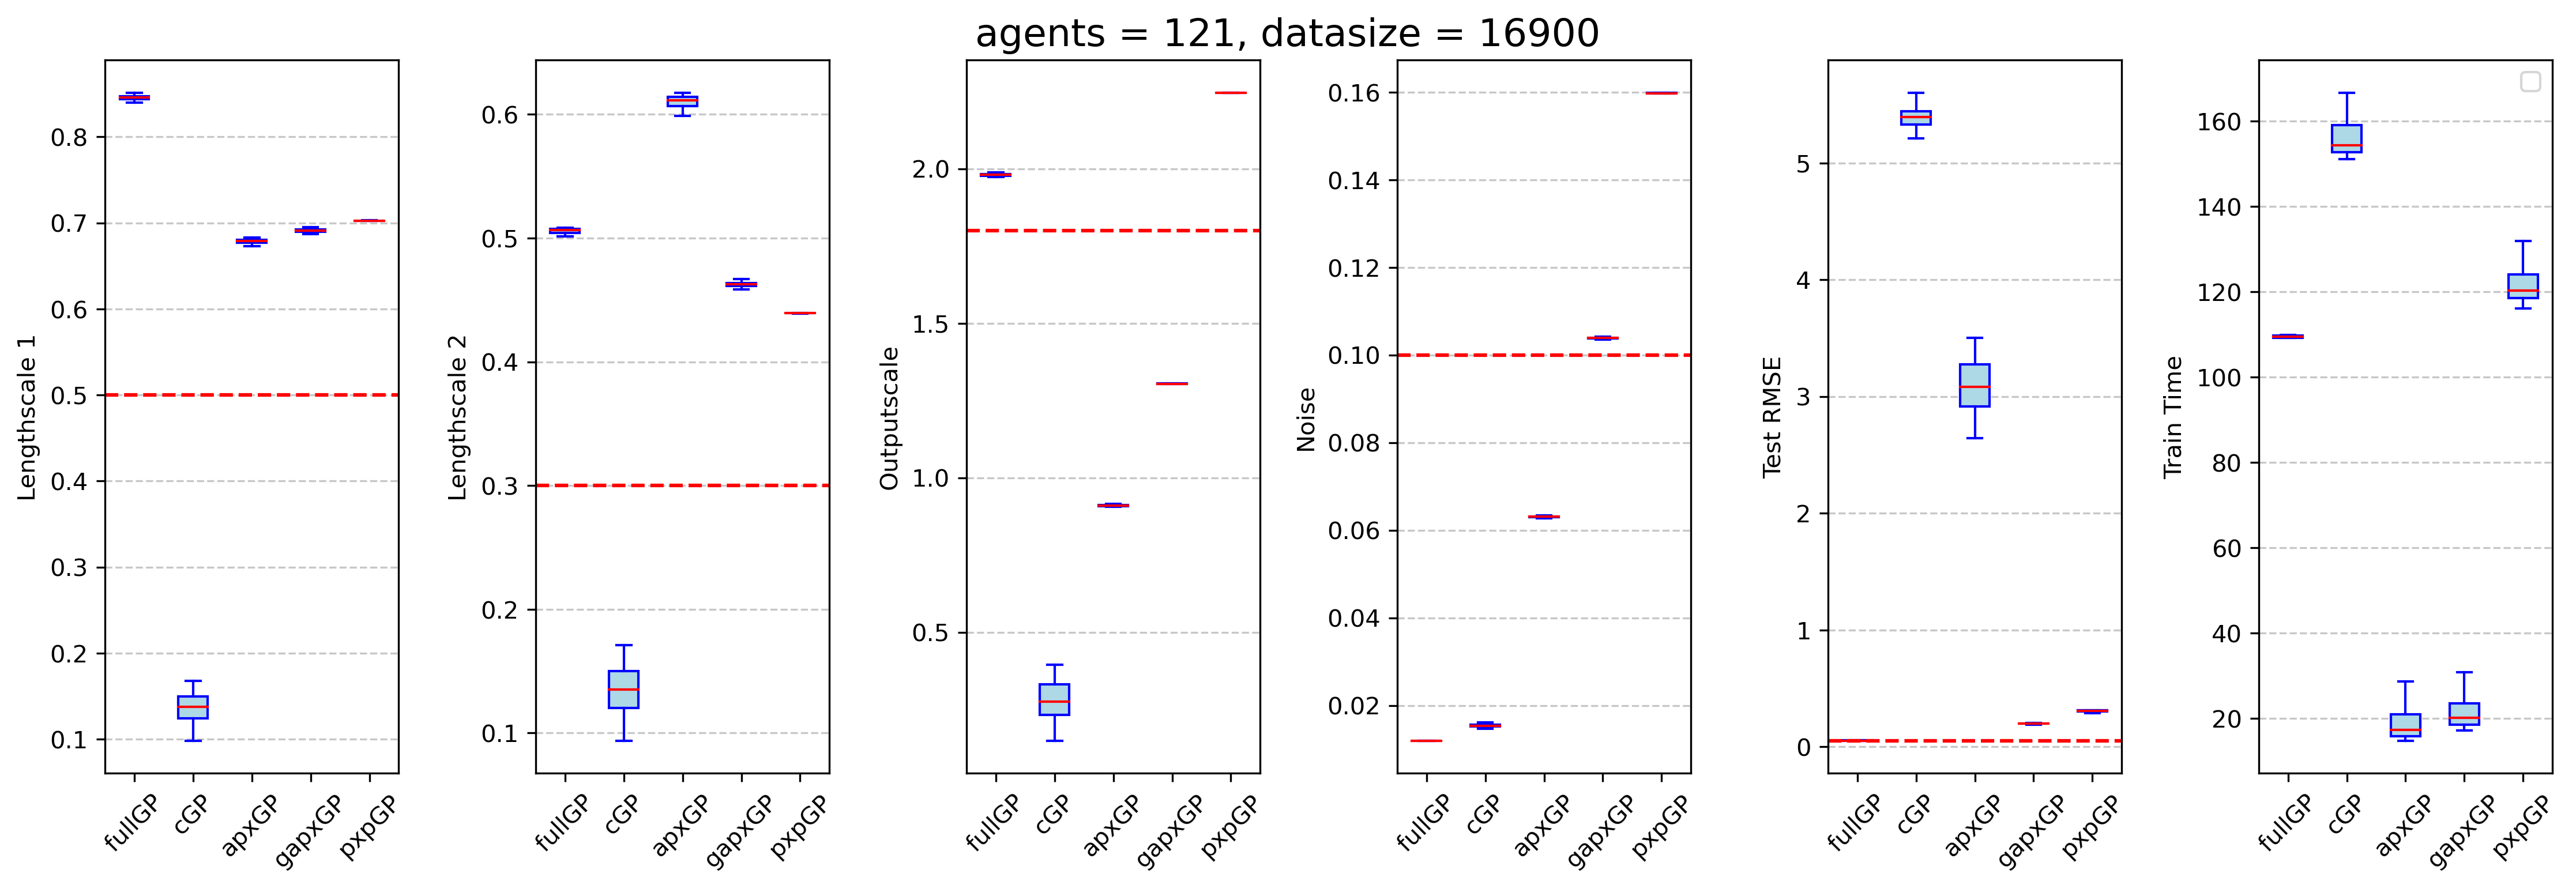 agents = 121, datasize = 16900
Lengthscale 1
0.8
0.7
0.6
0.5
0.4
0.3
0.2
0.1
fullGP
cGP
apxGP
gapxGP
pxpGP
Lengthscale 2
0.6
0.5
0.4
0.3
0.2
0.1
fullGP
cGP
apxGP
gapxGP
pxpGP
Outputscale
2.0
1.5
1.0
0.5
fullGP
cGP
apxGP
gapxGP
pxpGP
Noise
0.16
0.14
0.12
0.10
0.08
0.06
0.04
0.02
fullGP
cGP
apxGP
gapxGP
pxpGP
Test RMSE
5
4
3
2
1
0
fullGP
cGP
apxGP
gapxGP
pxpGP
Train Time
160
140
120
100
80
60
40
20
fullGP
cGP
apxGP
gapxGP
pxpGP